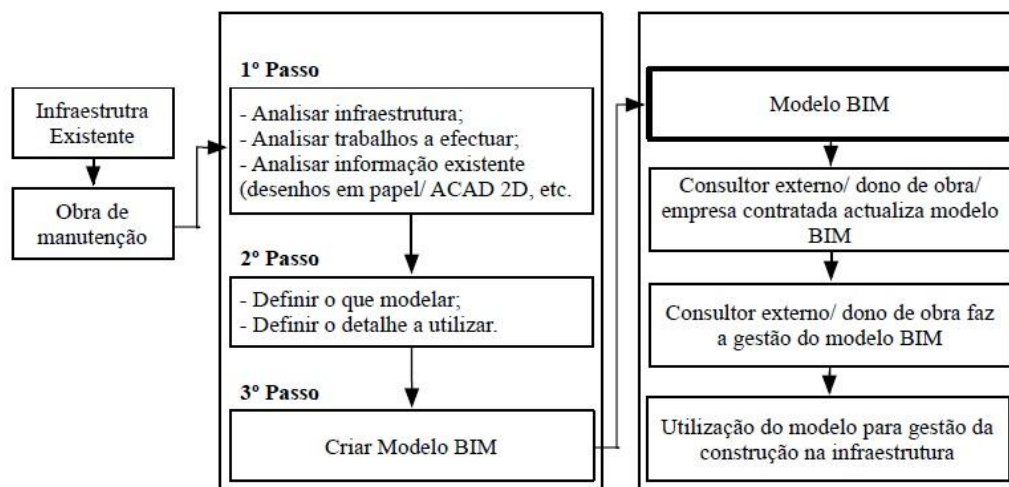 Infraestrutra
Existente
Obra de
manutenção
1º Passo
- Analisar infraestrutura;
- Analisar trabalhos a efectuar;
- Analisar informação existente
(desenhos em papel/ ACAD 2D, etc.
2º Passo
- Definir o que modelar;
- Definir o detalhe a utilizar.
3º Passo
Criar Modelo BIM
Modelo BIM
Consultor externo/ dono de obra/
empresa contratada actualiza modelo
BIM
Consultor externo/ dono de obra faz
a gestão do modelo BIM
Utilização do modelo para gestão da
construção na infraestrutura